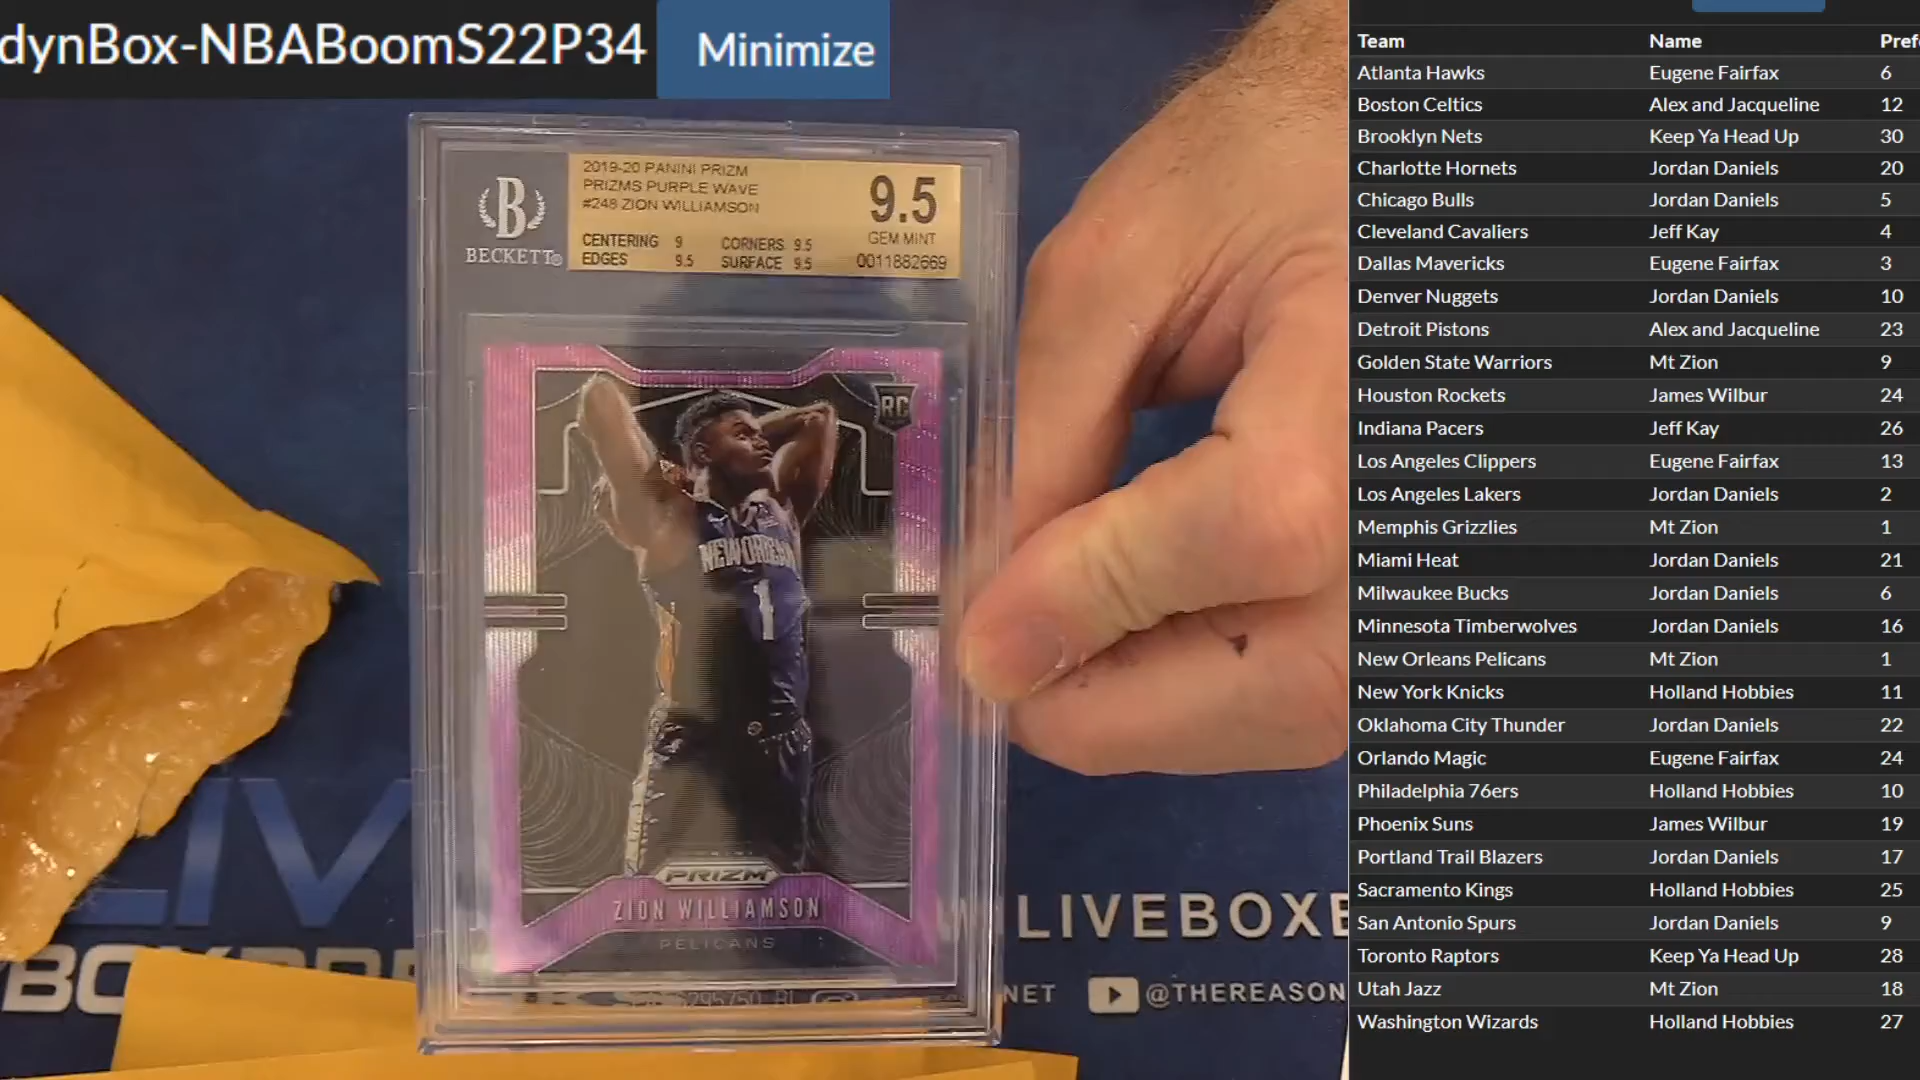 dynBox-NBABoomS22P34
Minimize
B
BECKETT®
2019-20 PANINI PRIZM
PRIZMS PURPLE WAVE
#248 ZION WILLIAMSON
CENTERING 9 CORNERS 9.5
EDGES 9.5 SURFACE 9.5
9.5
GEM MINT
0011882669
RC
NEW ORLEANS
1
PRIZM
ZION WILLIAMSON
PELICANS
LIV
LIVEBOXB
NET @THEREASON
Team Name Prefe
Atlanta Hawks Eugene Fairfax 6
Boston Celtics Alex and Jacqueline 12
Brooklyn Nets Keep Ya Head Up 30
Charlotte Hornets Jordan Daniels 20
Chicago Bulls Jordan Daniels 5
Cleveland Cavaliers Jeff Kay 4
Dallas Mavericks Eugene Fairfax 3
Denver Nuggets Jordan Daniels 10
Detroit Pistons Alex and Jacqueline 23
Golden State Warriors Mt Zion 9
Houston Rockets James Wilbur 24
Indiana Pacers Jeff Kay 26
Los Angeles Clippers Eugene Fairfax 13
Los Angeles Lakers Jordan Daniels 2
Memphis Grizzlies Mt Zion 1
Miami Heat Jordan Daniels 21
Milwaukee Bucks Jordan Daniels 6
Minnesota Timberwolves Jordan Daniels 16
New Orleans Pelicans Mt Zion 1
New York Knicks Holland Hobbies 11
Oklahoma City Thunder Jordan Daniels 22
Orlando Magic Eugene Fairfax 24
Philadelphia 76ers Holland Hobbies 10
Phoenix Suns James Wilbur 19
Portland Trail Blazers Jordan Daniels 17
Sacramento Kings Holland Hobbies 25
San Antonio Spurs Jordan Daniels 9
Toronto Raptors Keep Ya Head Up 28
Utah Jazz Mt Zion 18
Washington Wizards Holland Hobbies 27